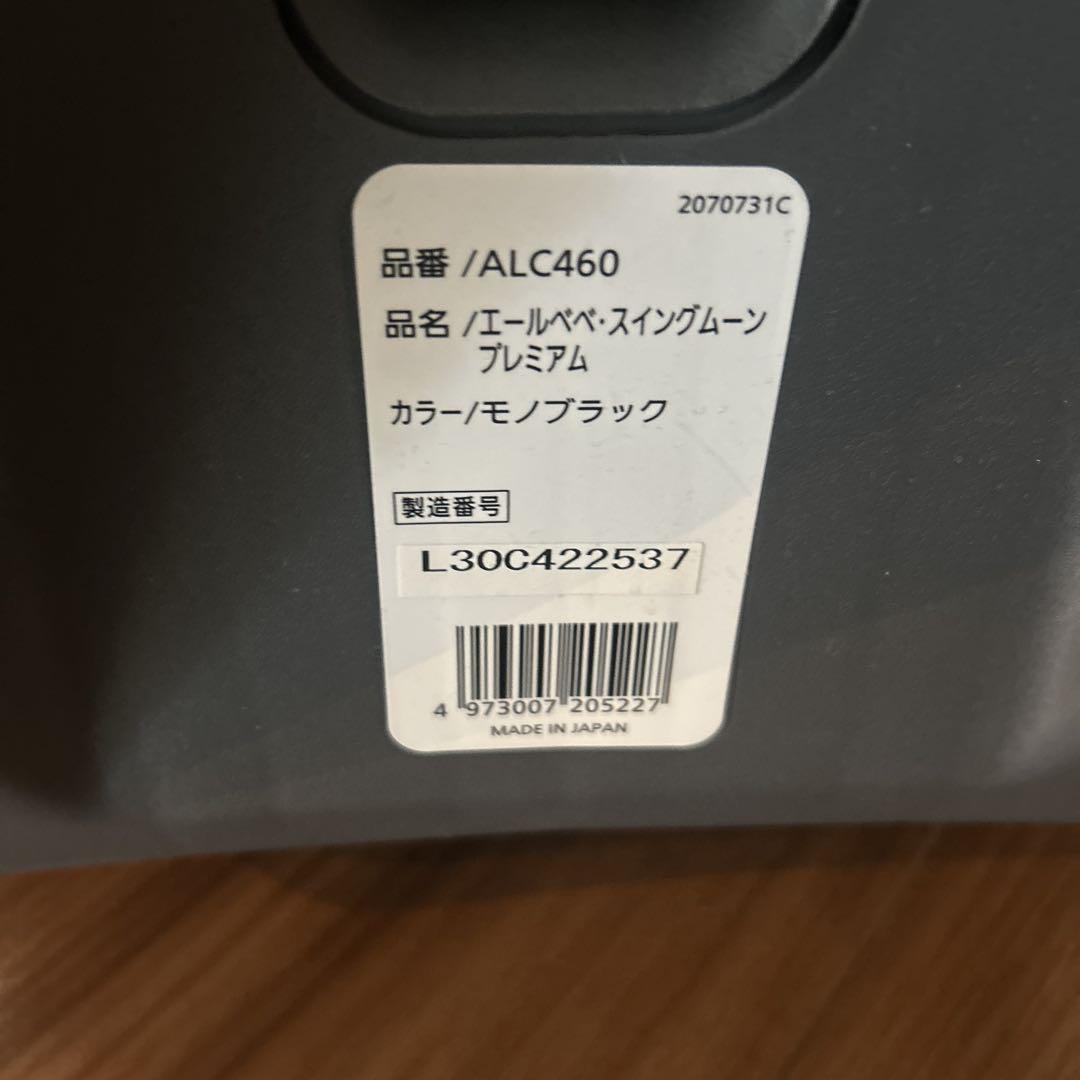 2070731C
品番 /ALC460
品名 /エールベベ・スイングムーン
プレミアム
カラー/モノブラック
製造番号
L30C422537
4 973007 205227
MADE IN JAPAN